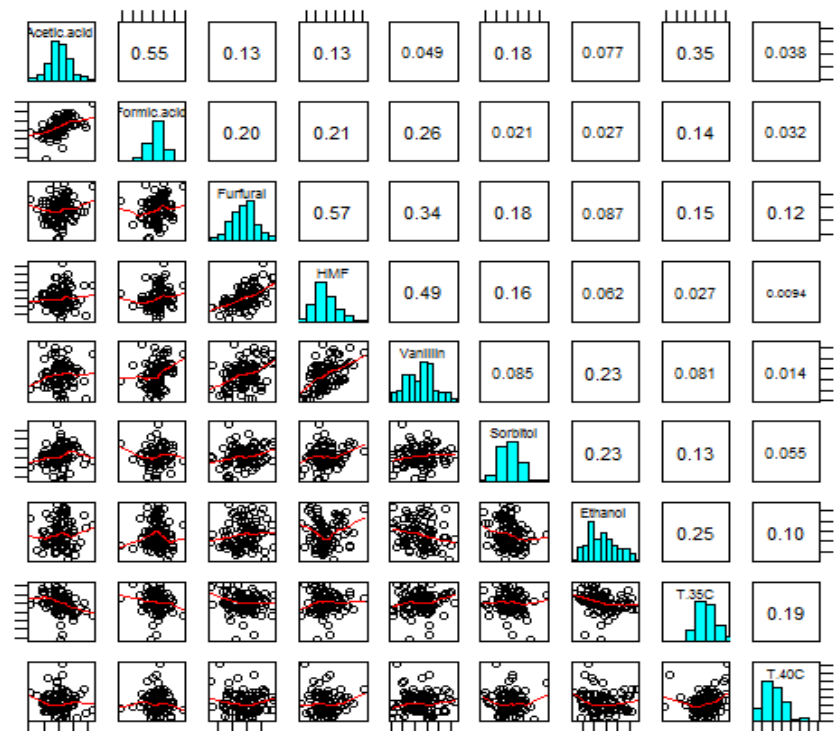 Acetic.acid 0.55 0.13 0.13 0.049 0.18 0.077 0.35 0.038
Formic.acid 0.20 0.21 0.26 0.021 0.027 0.14 0.032
Furfural 0.57 0.34 0.18 0.087 0.15 0.12
HMF 0.49 0.16 0.062 0.027 0.0094
Vanillin 0.085 0.23 0.081 0.014
Sorbitol 0.23 0.13 0.055
Ethanol 0.25 0.10
T.35C 0.19
T.40C